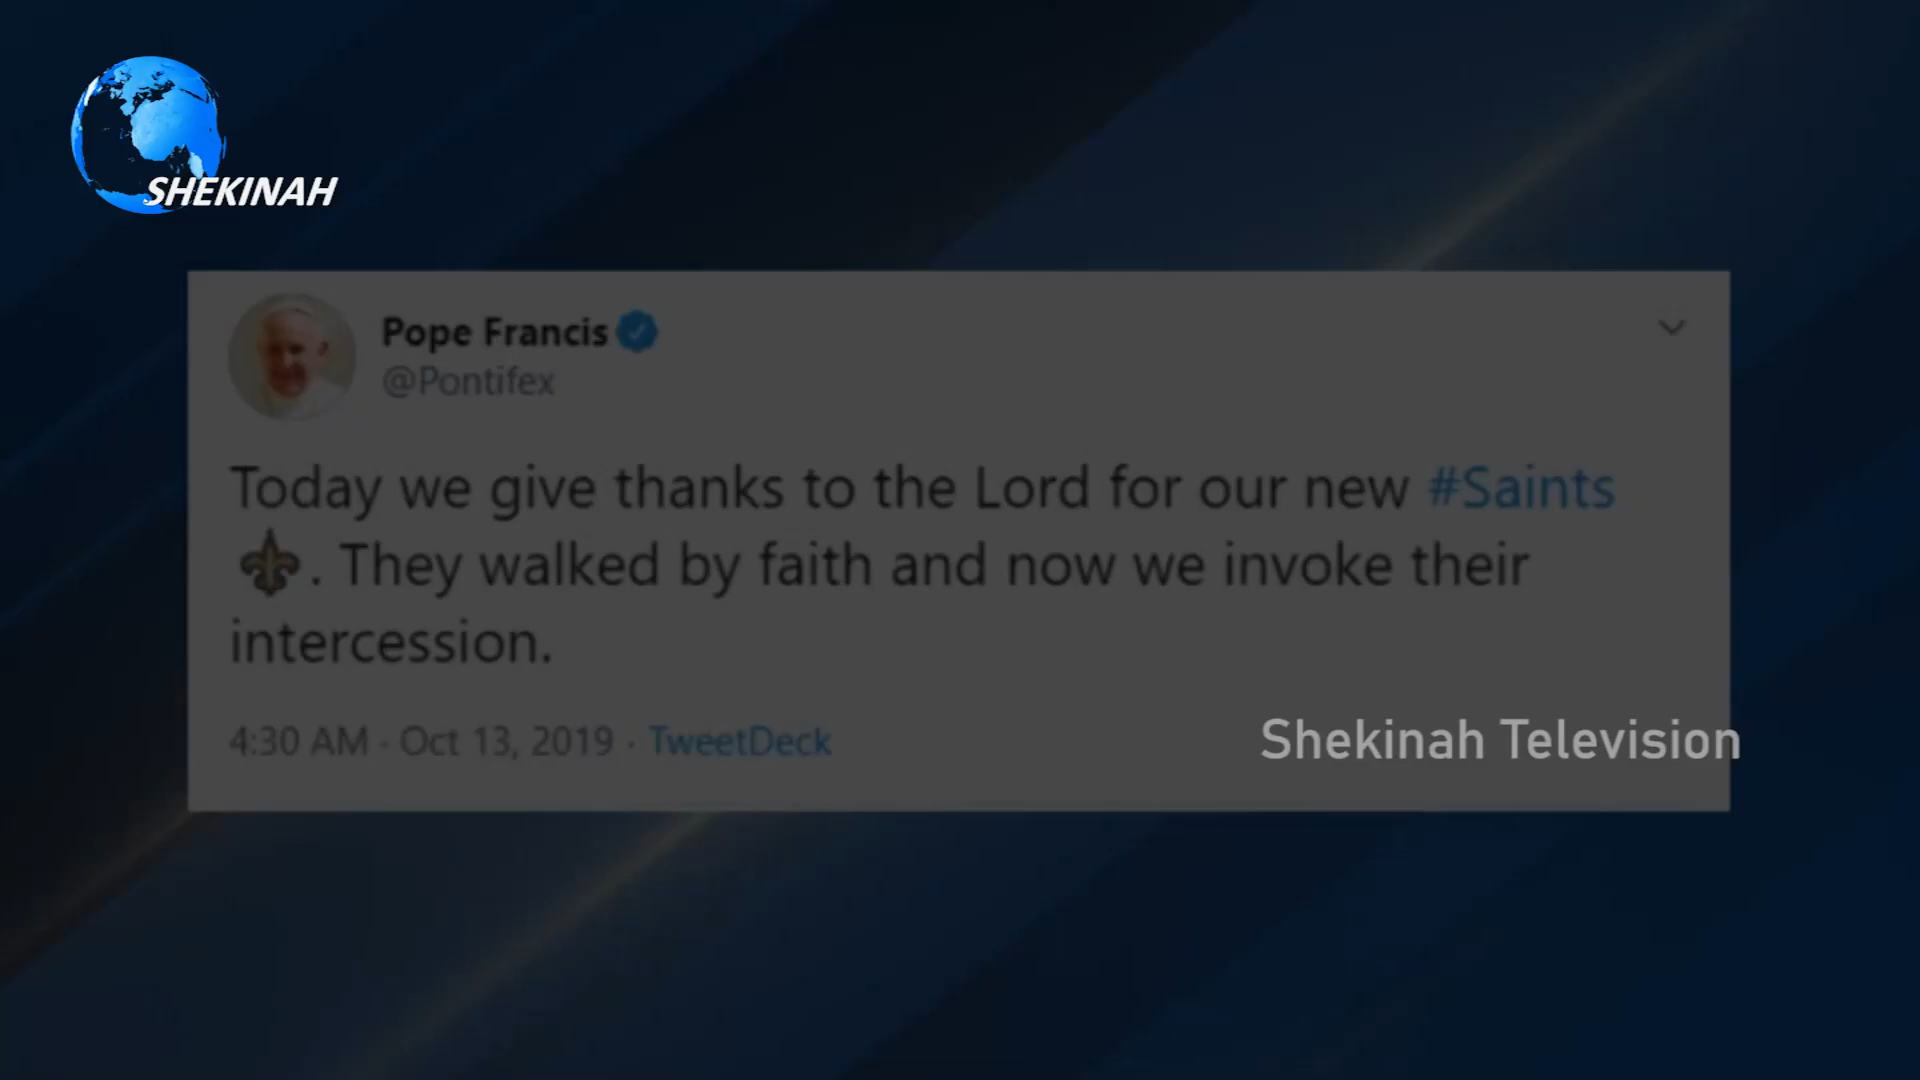 SHEKINAH
Pope Francis
@Pontifex
Today we give thanks to the Lord for our new #Saints
. They walked by faith and now we invoke their
intercession.
4:30 AM · Oct 13, 2019 · TweetDeck
Shekinah Television